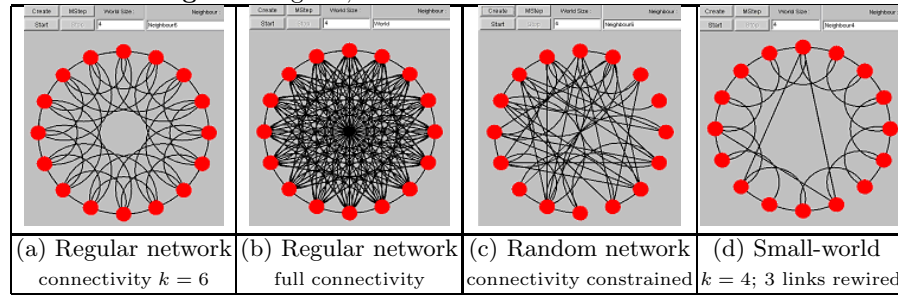 Create MStep World Size : Neighbour :
Start Stop 4 Neighbour6
Create MStep World Size : Neighbour :
Start Stop 4 World
Create MStep World Size : Neighbour :
Start Stop 4 Neighbour6
Create MStep World Size : Neighbour :
Start Stop 4 Neighbour4
(a) Regular network
connectivity k = 6
(b) Regular network
full connectivity
(c) Random network
connectivity constrained
(d) Small-world
k = 4; 3 links rewired